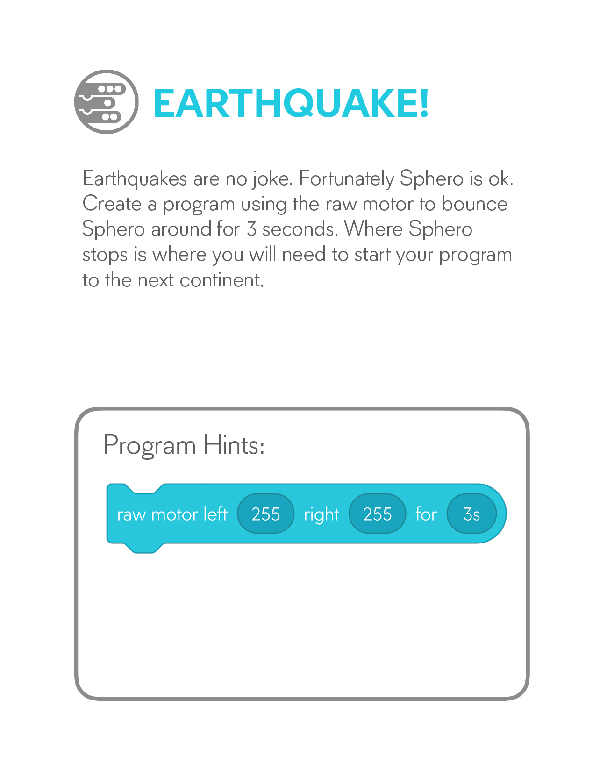 EARTHQUAKE!
Earthquakes are no joke. Fortunately Sphero is ok.
Create a program using the raw motor to bounce
Sphero around for 3 seconds. Where Sphero
stops is where you will need to start your program
to the next continent.
Program Hints:
raw motor left 255 right 255 for 3s